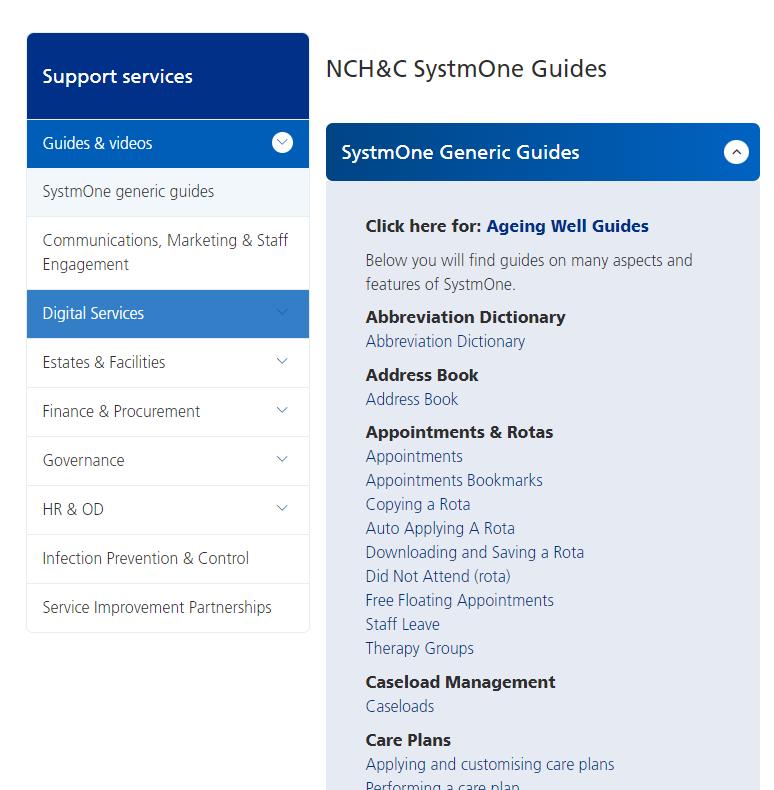 Support services
Guides & videos
SystmOne generic guides
Communications, Marketing & Staff
Engagement
Digital Services
Estates & Facilities
Finance & Procurement
Governance
HR & OD
Infection Prevention & Control
Service Improvement Partnerships
NCH&C SystmOne Guides
SystmOne Generic Guides
Click here for: Ageing Well Guides
Below you will find guides on many aspects and
features of SystmOne.
Abbreviation Dictionary
Abbreviation Dictionary
Address Book
Address Book
Appointments & Rotas
Appointments
Appointments Bookmarks
Copying a Rota
Auto Applying A Rota
Downloading and Saving a Rota
Did Not Attend (rota)
Free Floating Appointments
Staff Leave
Therapy Groups
Caseload Management
Caseloads
Care Plans
Applying and customising care plans
Performing a care plan